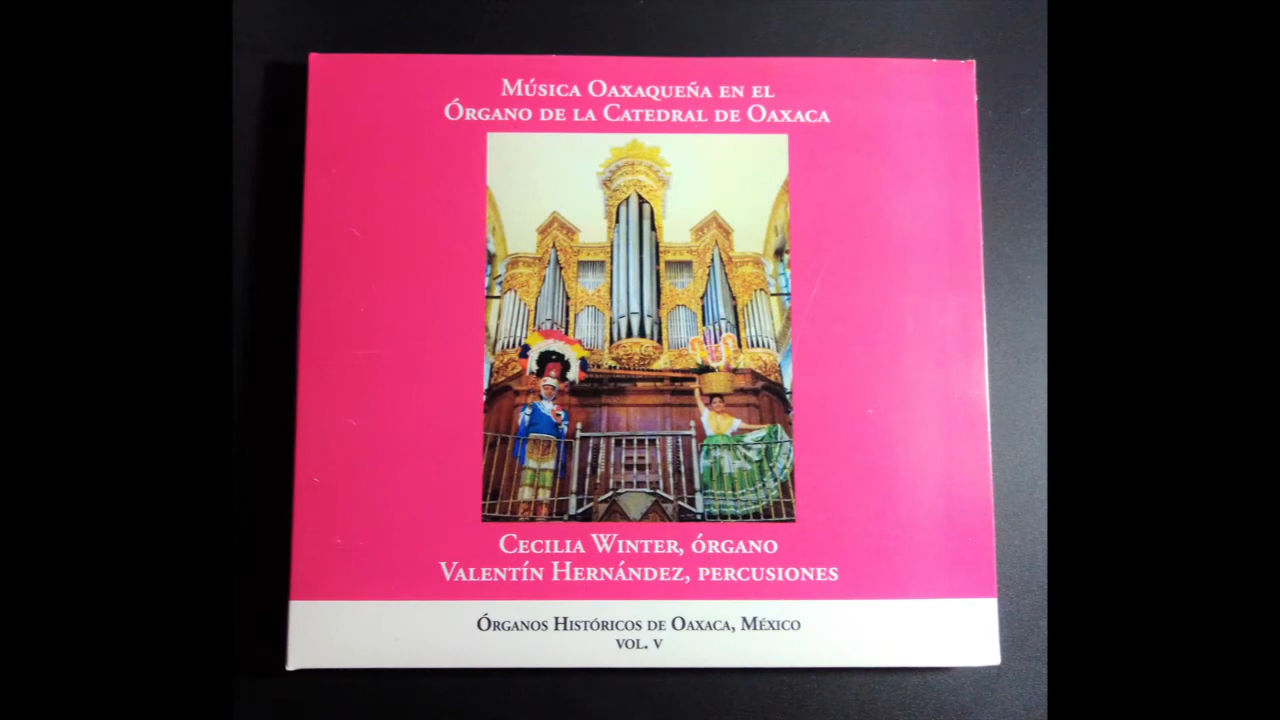 Música Oaxaqueña en el
Órgano de la Catedral de Oaxaca
Cecilia Winter, órgano
Valentín Hernández, percusiones
Órganos Históricos de Oaxaca, México
vol. v